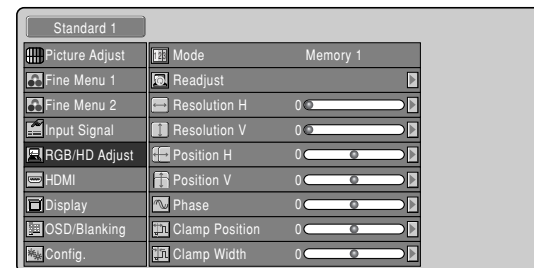 Standard 1
Picture Adjust
Fine Menu 1
Fine Menu 2
Input Signal
RGB/HD Adjust
HDMI
Display
OSD/Blanking
Config.
Mode Memory 1
Readjust
Resolution H 0
Resolution V 0
Position H 0
Position V 0
Phase 0
Clamp Position 0
Clamp Width 0